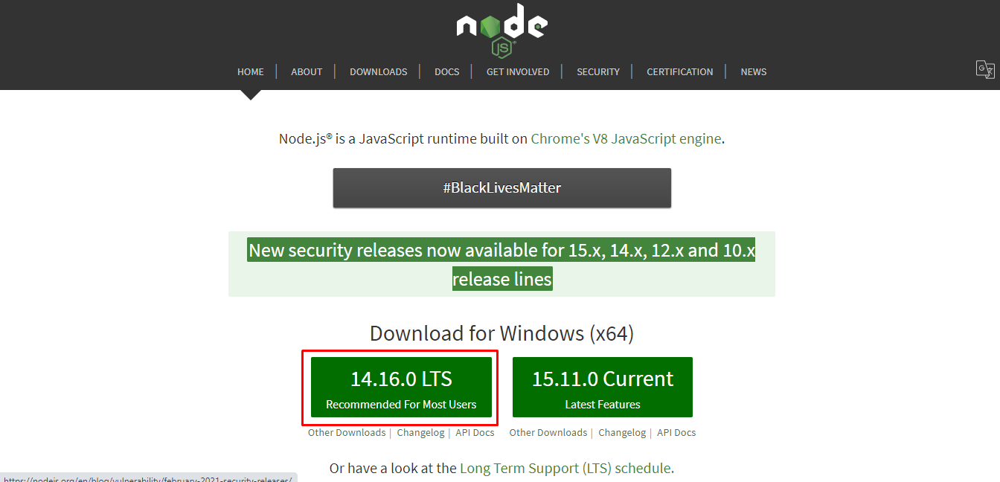 node
JS®
HOME | ABOUT | DOWNLOADS | DOCS | GET INVOLVED | SECURITY | CERTIFICATION | NEWS
Node.js® is a JavaScript runtime built on Chrome's V8 JavaScript engine.
#BlackLivesMatter
New security releases now available for 15.x, 14.x, 12.x and 10.x
release lines
Download for Windows (x64)
14.16.0 LTS
Recommended For Most Users
15.11.0 Current
Latest Features
Other Downloads | Changelog | API Docs
Other Downloads | Changelog | API Docs
Or have a look at the Long Term Support (LTS) schedule.
https://nodejs.org/en/blog/vulnerability/february-2021-security-releases/